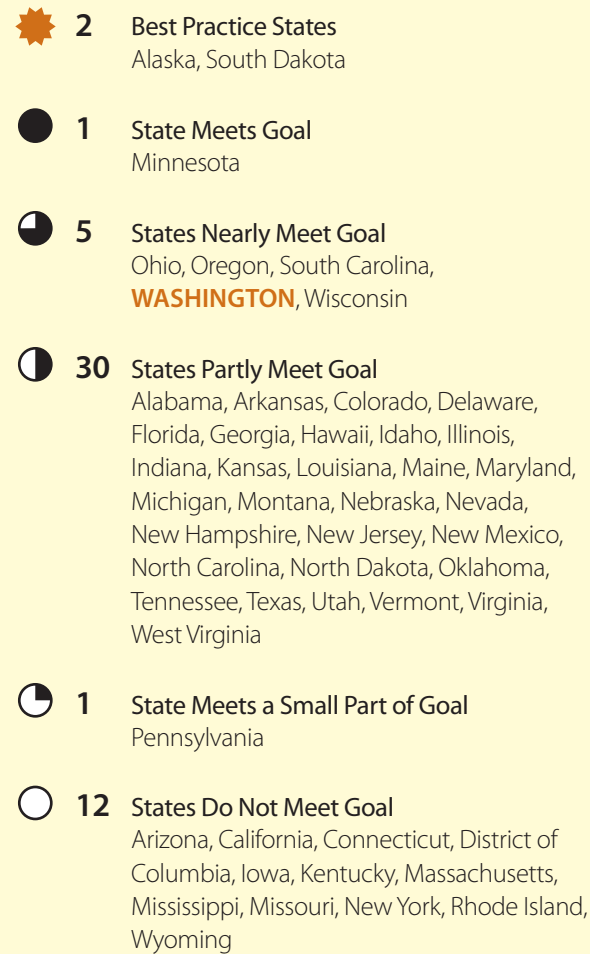 2 Best Practice States
Alaska, South Dakota
1 State Meets Goal
Minnesota
5 States Nearly Meet Goal
Ohio, Oregon, South Carolina,
WASHINGTON, Wisconsin
30 States Partly Meet Goal
Alabama, Arkansas, Colorado, Delaware,
Florida, Georgia, Hawaii, Idaho, Illinois,
Indiana, Kansas, Louisiana, Maine, Maryland,
Michigan, Montana, Nebraska, Nevada,
New Hampshire, New Jersey, New Mexico,
North Carolina, North Dakota, Oklahoma,
Tennessee, Texas, Utah, Vermont, Virginia,
West Virginia
1 State Meets a Small Part of Goal
Pennsylvania
12 States Do Not Meet Goal
Arizona, California, Connecticut, District of
Columbia, Iowa, Kentucky, Massachusetts,
Mississippi, Missouri, New York, Rhode Island,
Wyoming